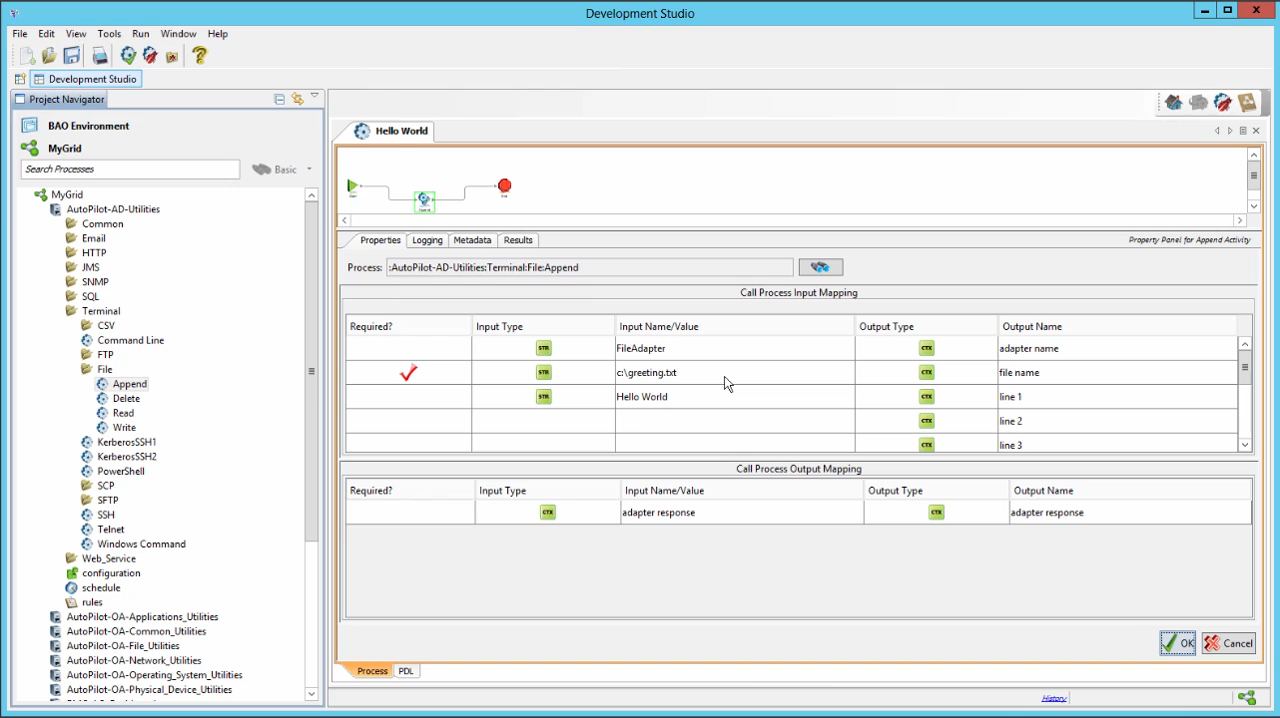 Development Studio
File Edit View Tools Run Window Help
Development Studio
Project Navigator
BAO Environment
MyGrid
Search Processes
Basic
MyGrid
AutoPilot-AD-Utilities
Common
Email
HTTP
JMS
SNMP
SQL
Terminal
CSV
Command Line
FTP
File
Append
Delete
Read
Write
KerberosSSH1
KerberosSSH2
PowerShell
SCP
SFTP
SSH
Telnet
Windows Command
Web_Service
configuration
schedule
rules
AutoPilot-OA-Applications_Utilities
AutoPilot-OA-Common_Utilities
AutoPilot-OA-File_Utilities
AutoPilot-OA-Network_Utilities
AutoPilot-OA-Operating_System_Utilities
AutoPilot-OA-Physical_Device_Utilities
Hello World
Properties Logging Metadata Results
Property Panel for Append Activity
Process: :AutoPilot-AD-Utilities:Terminal:File:Append
Call Process Input Mapping
Required? Input Type Input Name/Value Output Type Output Name
STR FileAdapter CTX adapter name
STR c:\greeting.txt CTX file name
STR Hello World CTX line 1
CTX line 2
CTX line 3
Call Process Output Mapping
Required? Input Type Input Name/Value Output Type Output Name
CTX adapter response CTX adapter response
OK Cancel
Process PDL
History